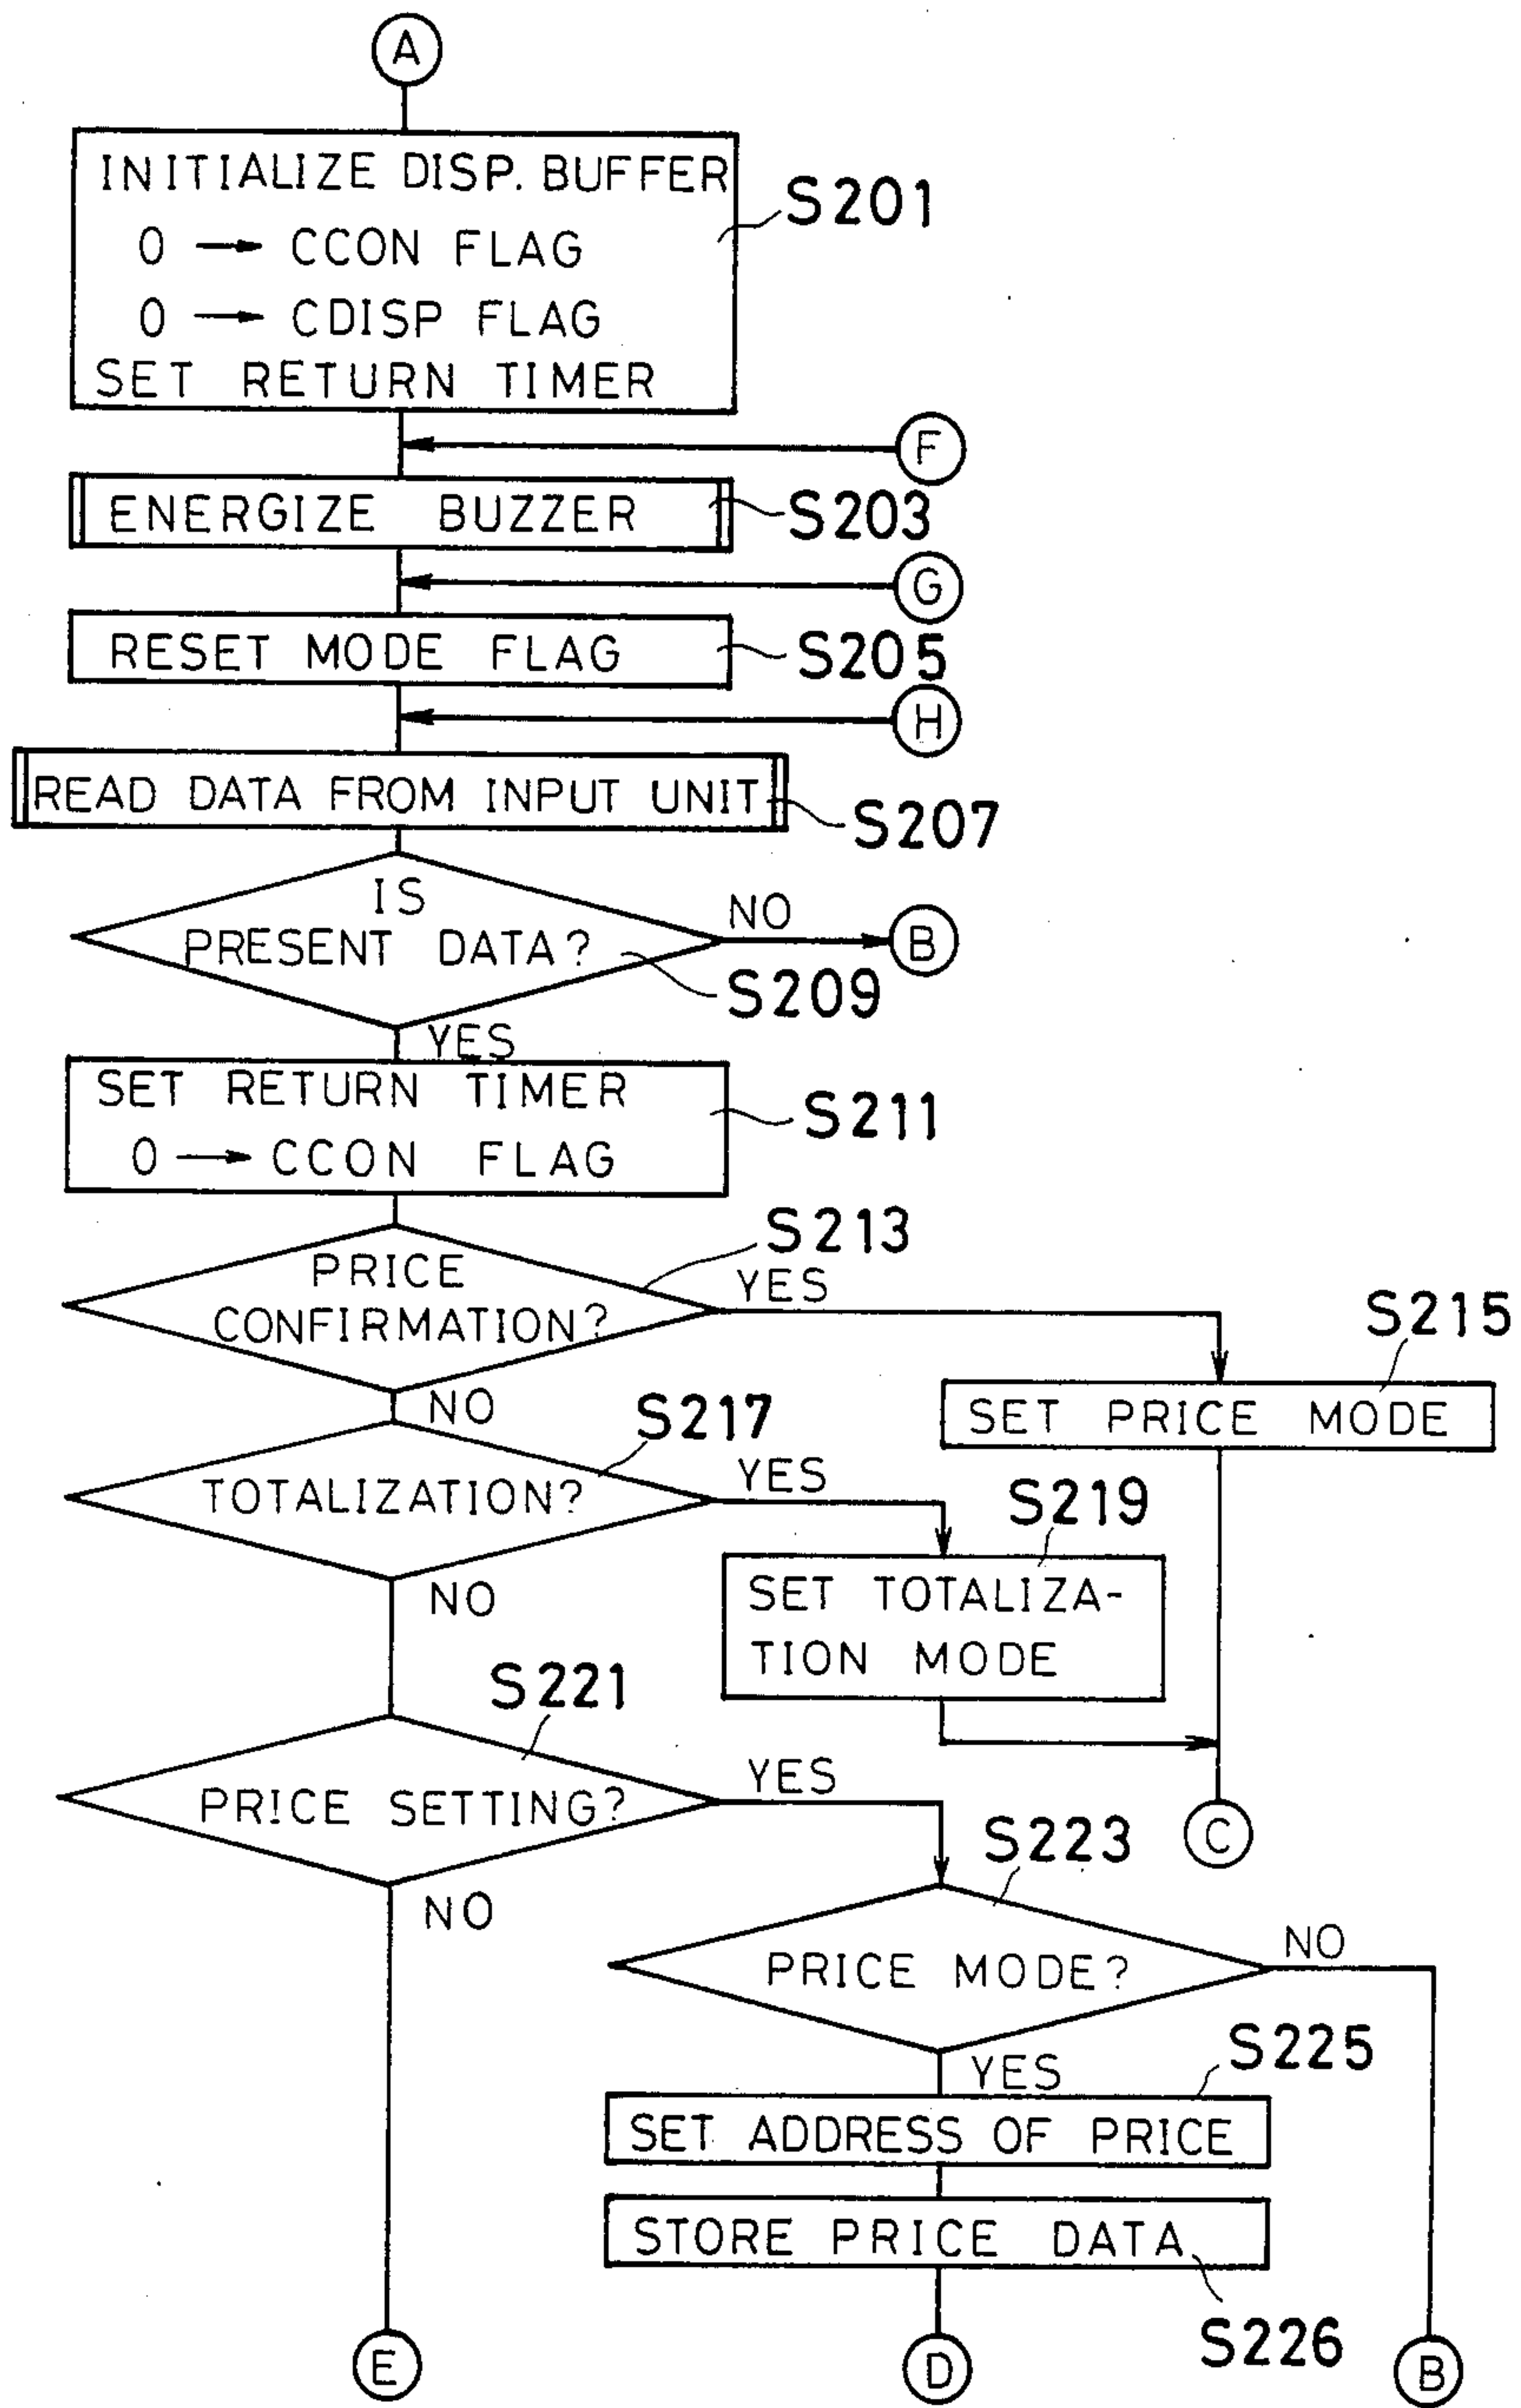 A
INITIALIZE DISP. BUFFER
0 → CCON FLAG
0 → CDISP FLAG
SET RETURN TIMER
S201
F
ENERGIZE BUZZER
S203
G
RESET MODE FLAG
S205
H
READ DATA FROM INPUT UNIT
S207
IS
PRESENT DATA?
NO
B
S209
YES
SET RETURN TIMER
0 → CCON FLAG
S211
S213
PRICE
CONFIRMATION?
YES
S215
SET PRICE MODE
NO
S217
TOTALIZATION?
YES
S219
SET TOTALIZA-
TION MODE
NO
S221
PRICE SETTING?
YES
C
S223
NO
PRICE MODE?
NO
YES
S225
SET ADDRESS OF PRICE
STORE PRICE DATA
S226
E
D
B